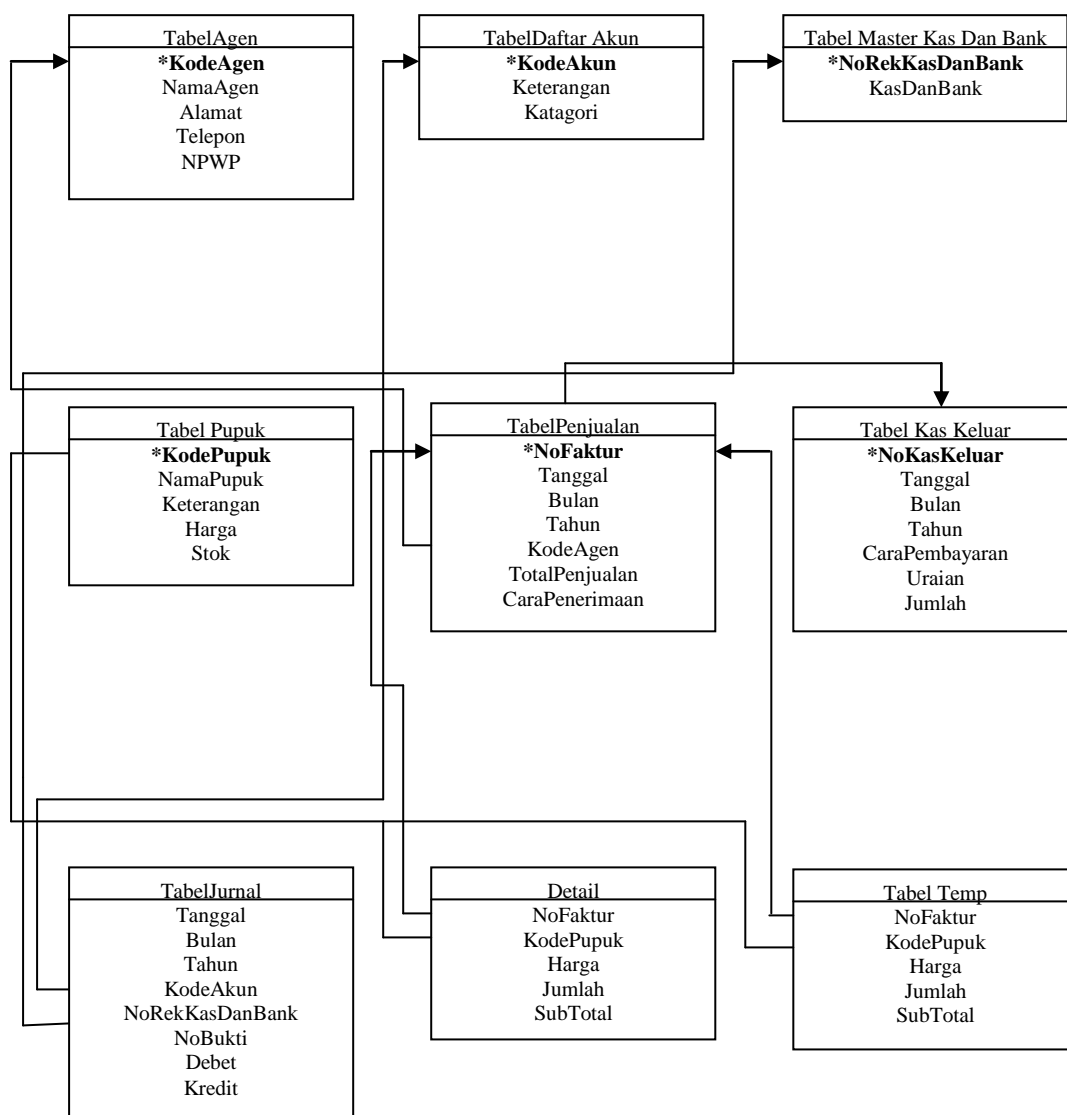 TabelAgen
*KodeAgen
NamaAgen
Alamat
Telepon
NPWP
TabelDaftar Akun
*KodeAkun
Keterangan
Katagori
Tabel Master Kas Dan Bank
*NoRekKasDanBank
KasDanBank
Tabel Pupuk
*KodePupuk
NamaPupuk
Keterangan
Harga
Stok
TabelPenjualan
*NoFaktur
Tanggal
Bulan
Tahun
KodeAgen
TotalPenjualan
CaraPenerimaan
Tabel Kas Keluar
*NoKasKeluar
Tanggal
Bulan
Tahun
CaraPembayaran
Uraian
Jumlah
TabelJurnal
Tanggal
Bulan
Tahun
KodeAkun
NoRekKasDanBank
NoBukti
Debet
Kredit
Detail
NoFaktur
KodePupuk
Harga
Jumlah
SubTotal
Tabel Temp
NoFaktur
KodePupuk
Harga
Jumlah
SubTotal